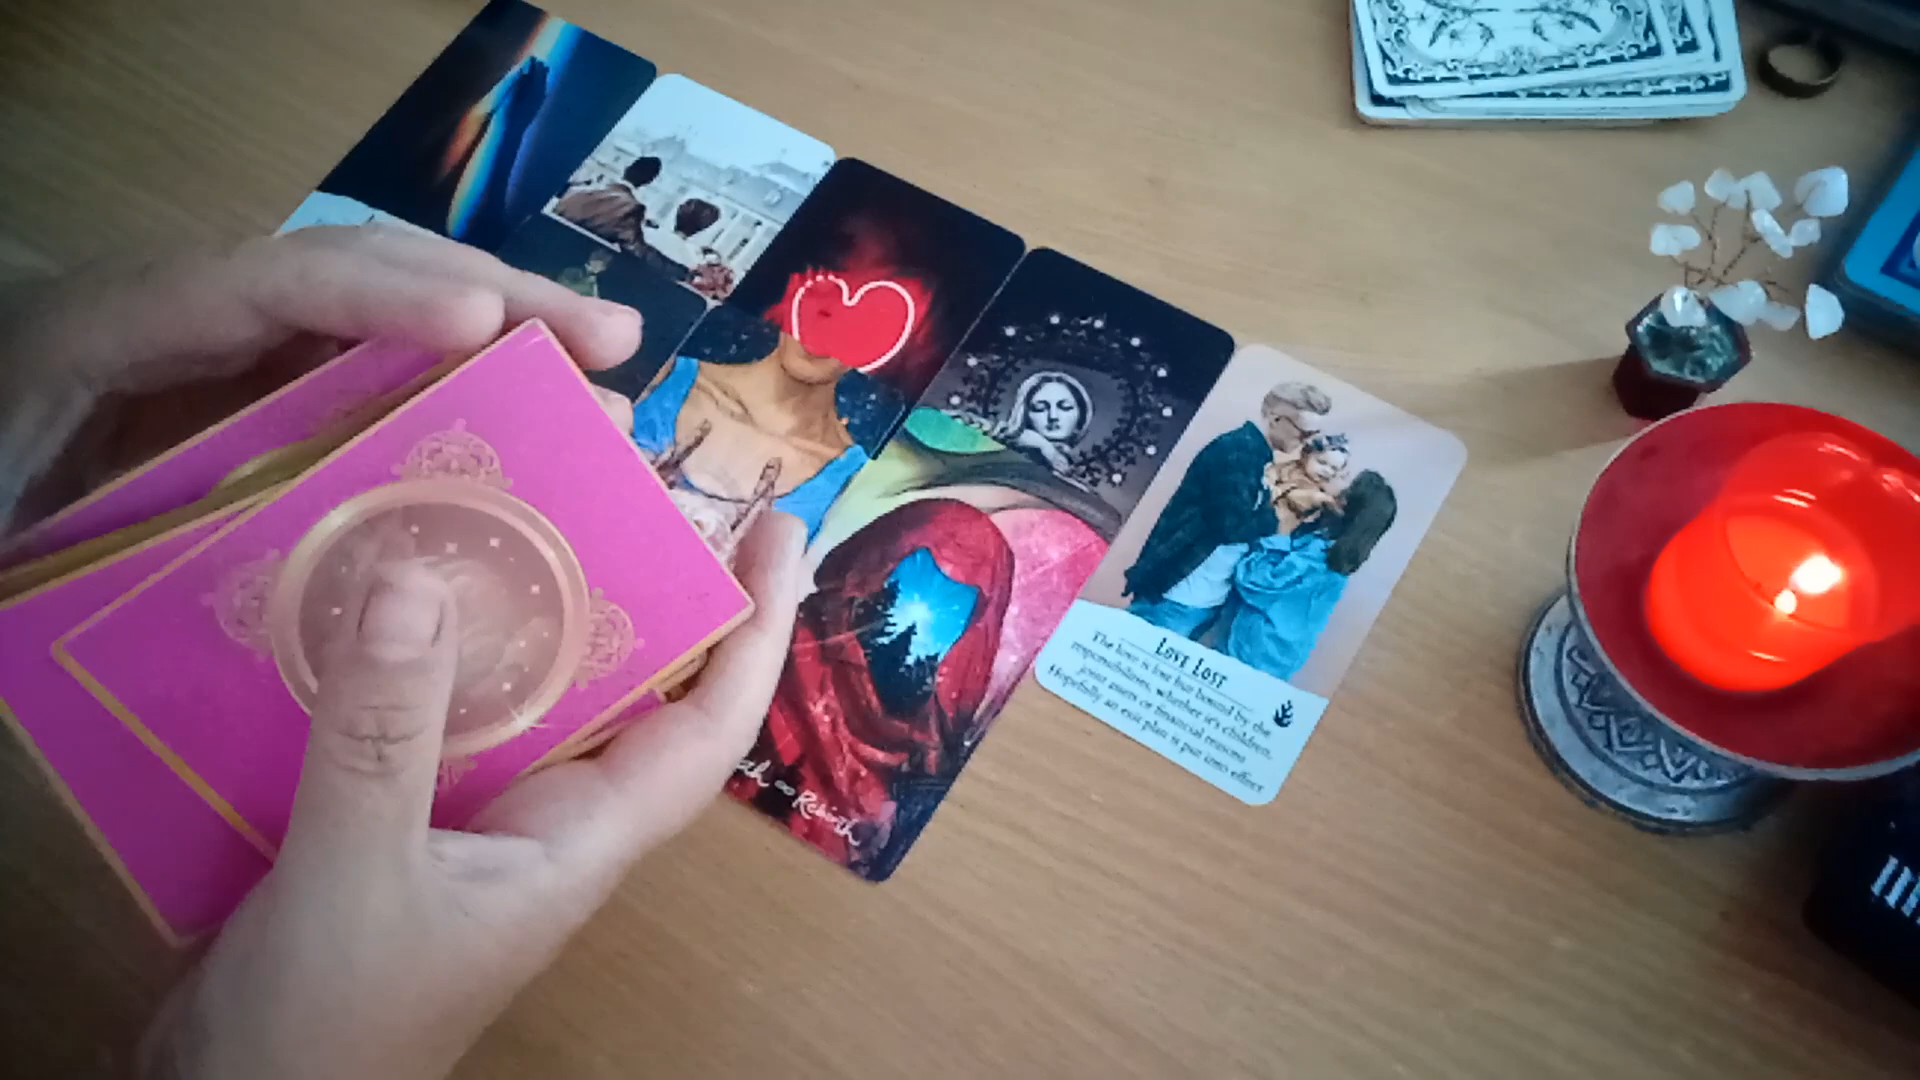 LOVE LOST
The love is lost but bound by the
responsibilities, whether it's children,
joint assets or financial reasons
Hopefully an exit plan is put into effect
∞ Rebirth